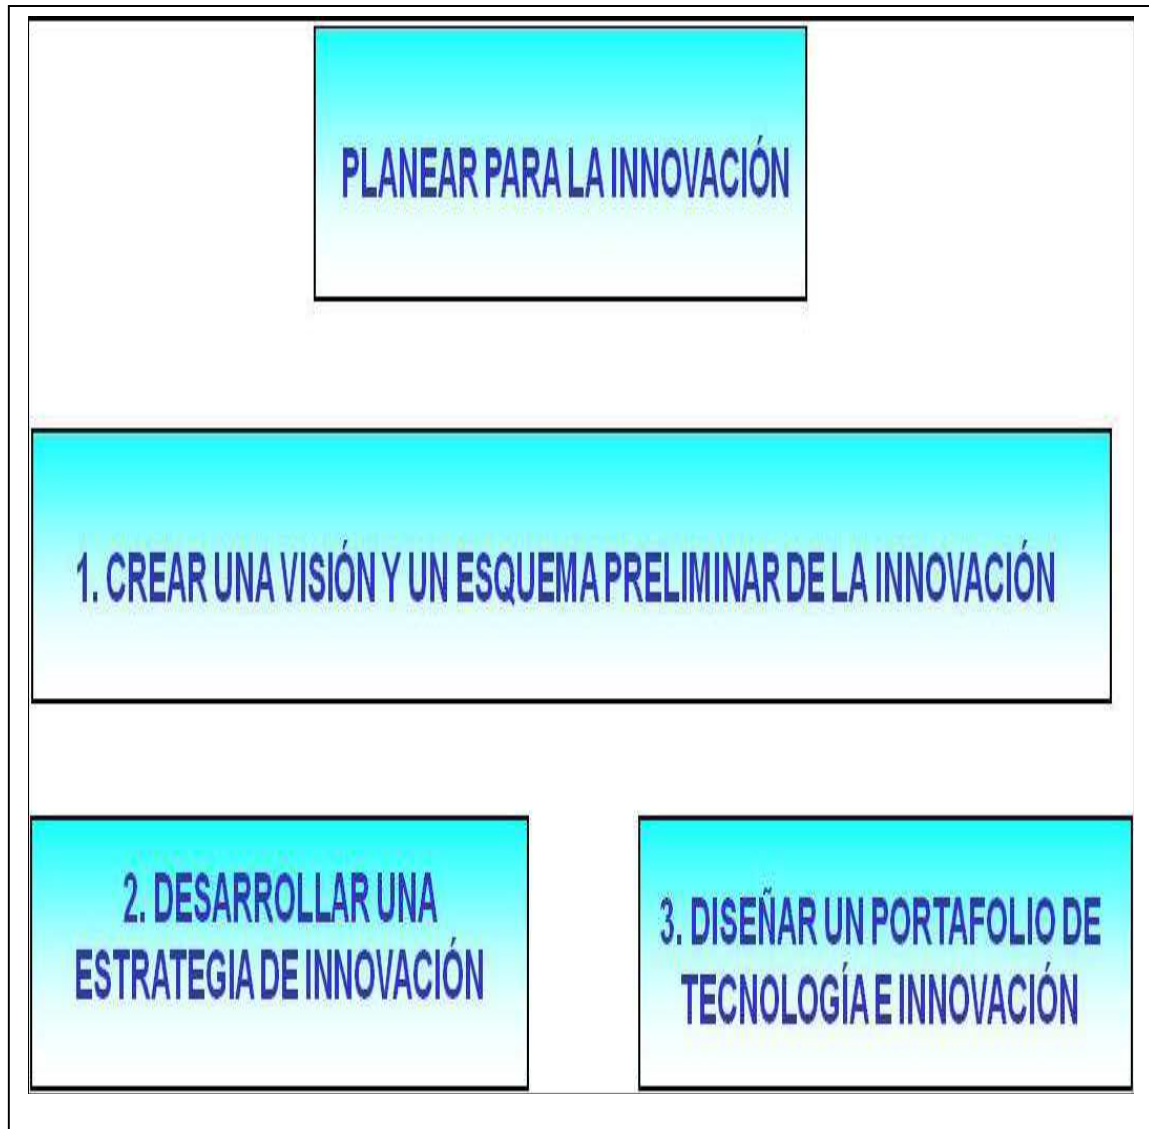 PLANEAR PARA LA INNOVACIÓN
1. CREAR UNA VISIÓN Y UN ESQUEMA PRELIMINAR DE LA INNOVACIÓN
2. DESARROLLAR UNA
ESTRATEGIA DE INNOVACIÓN
3. DISEÑAR UN PORTAFOLIO DE
TECNOLOGÍA E INNOVACIÓN